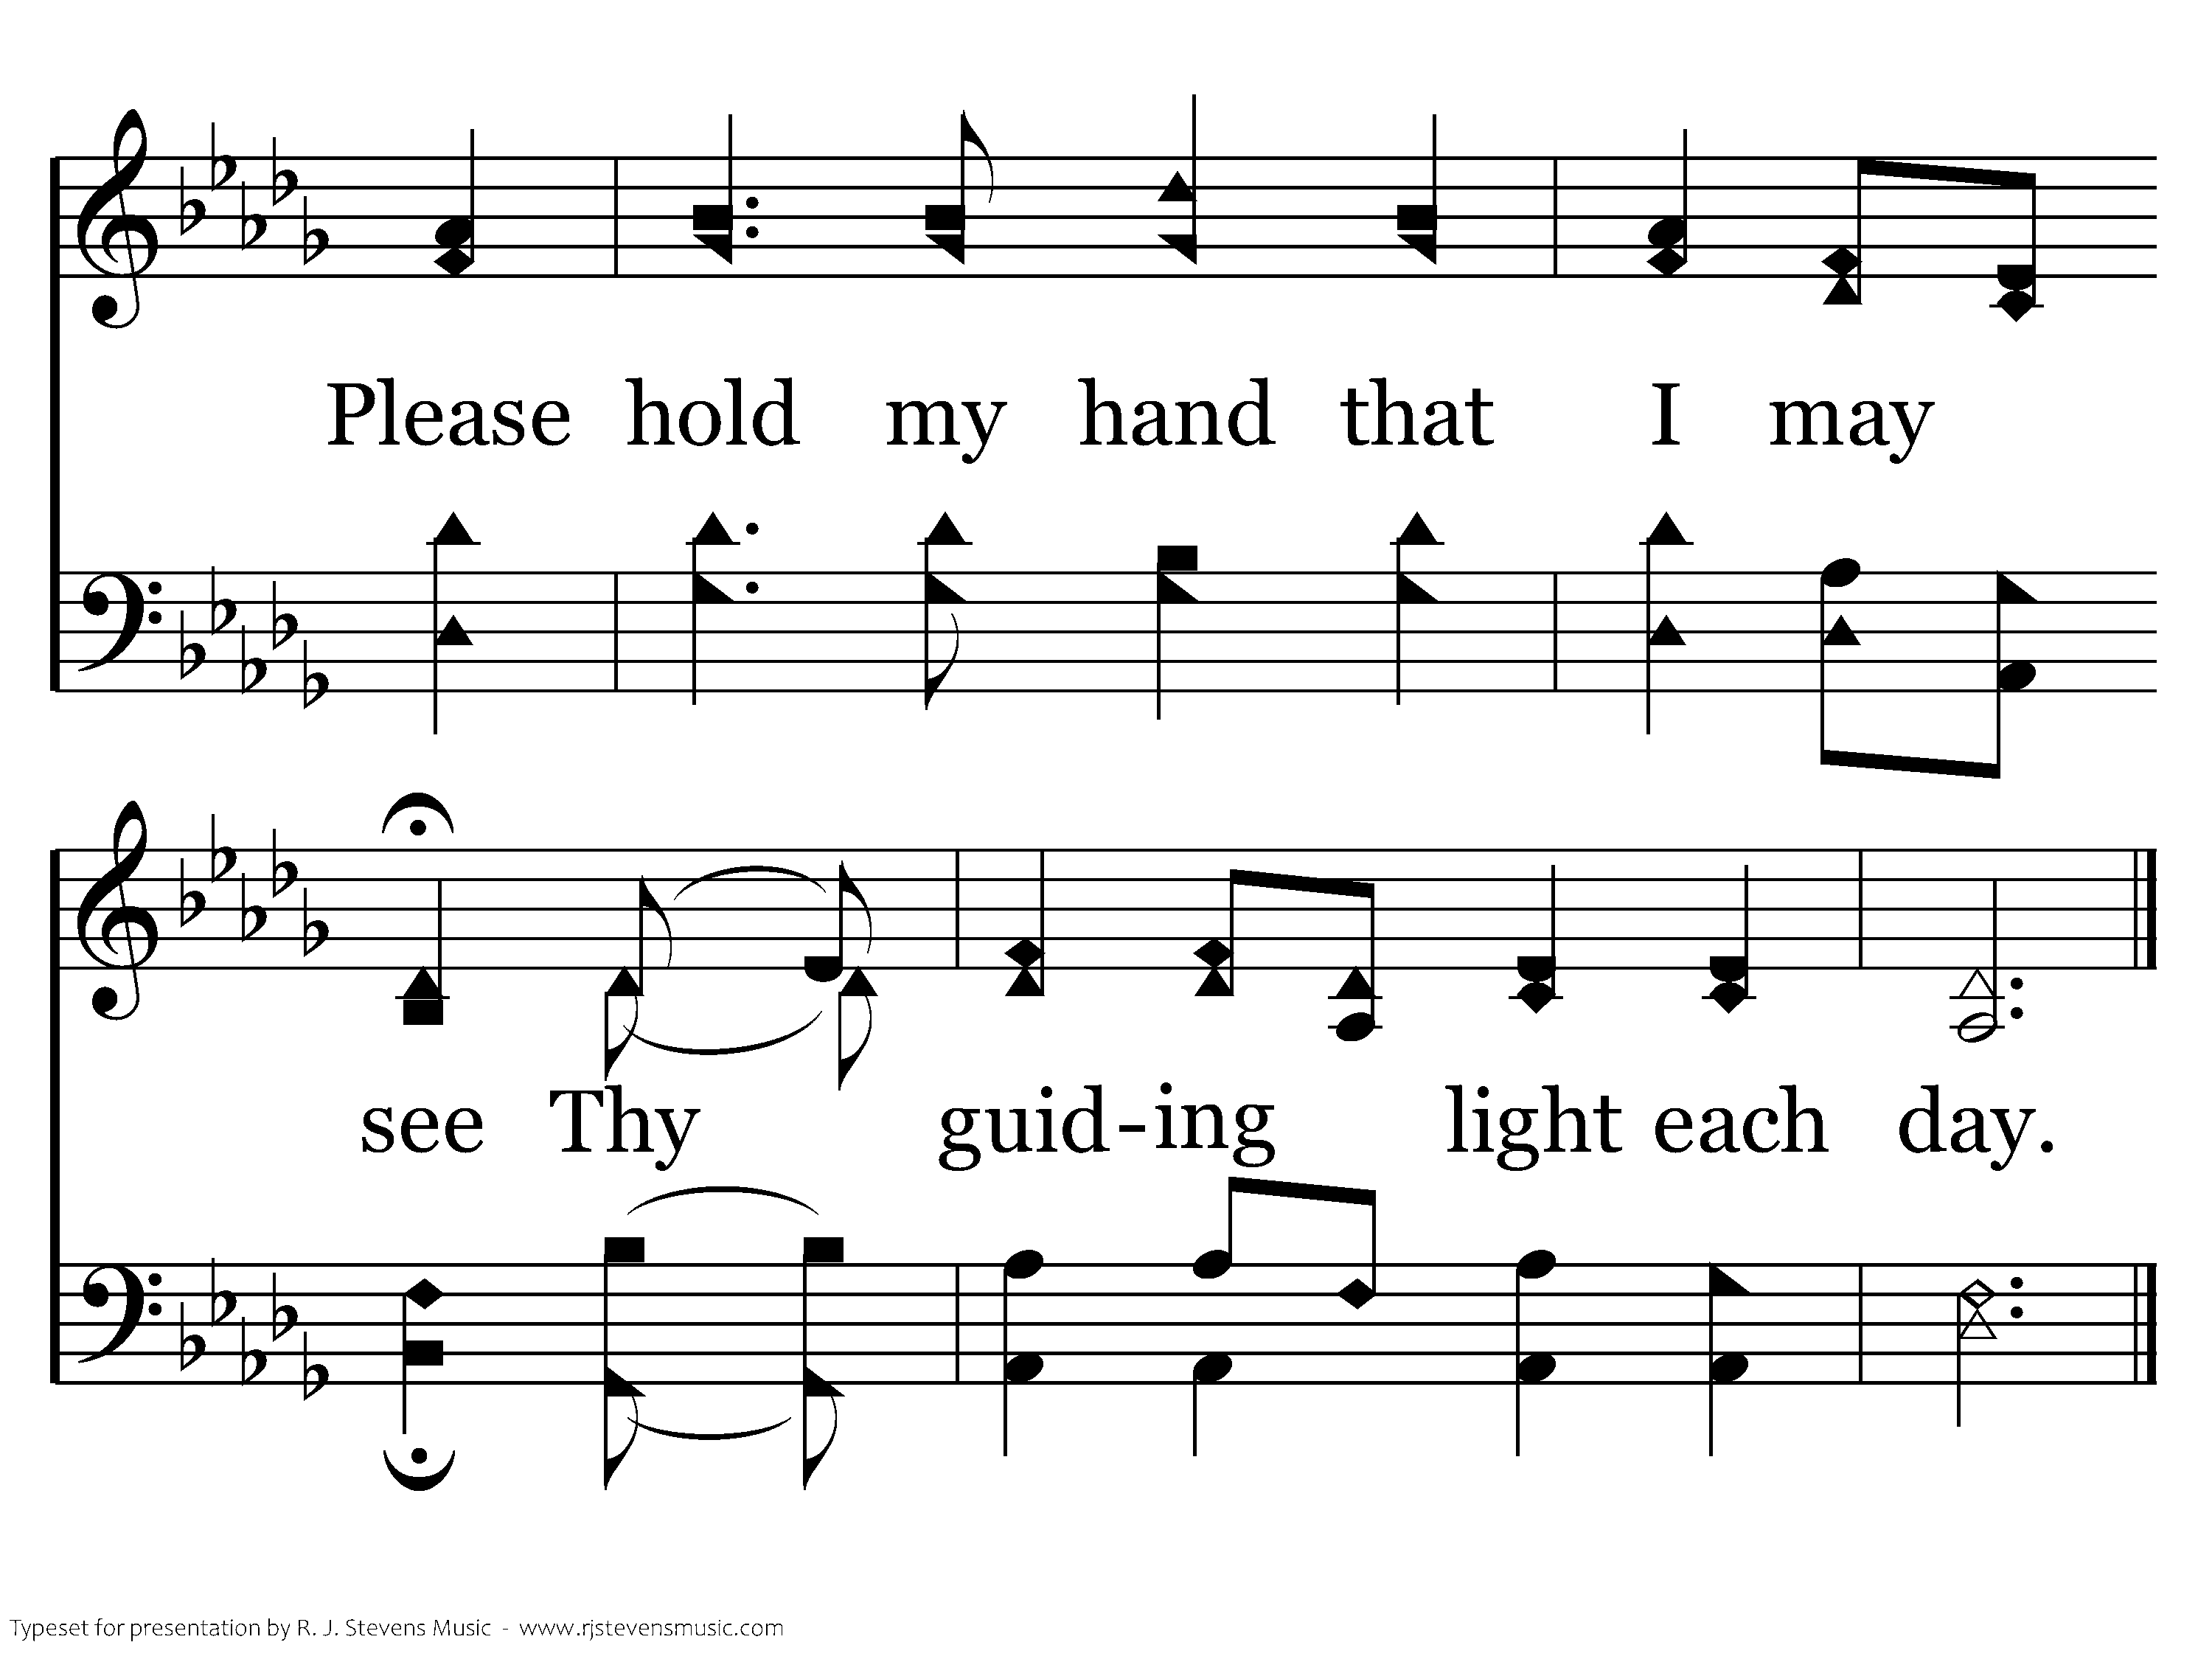 Please hold my hand that I may
see Thy guid-ing light each day.
Typeset for presentation by R. J. Stevens Music - www.rjstevensmusic.com